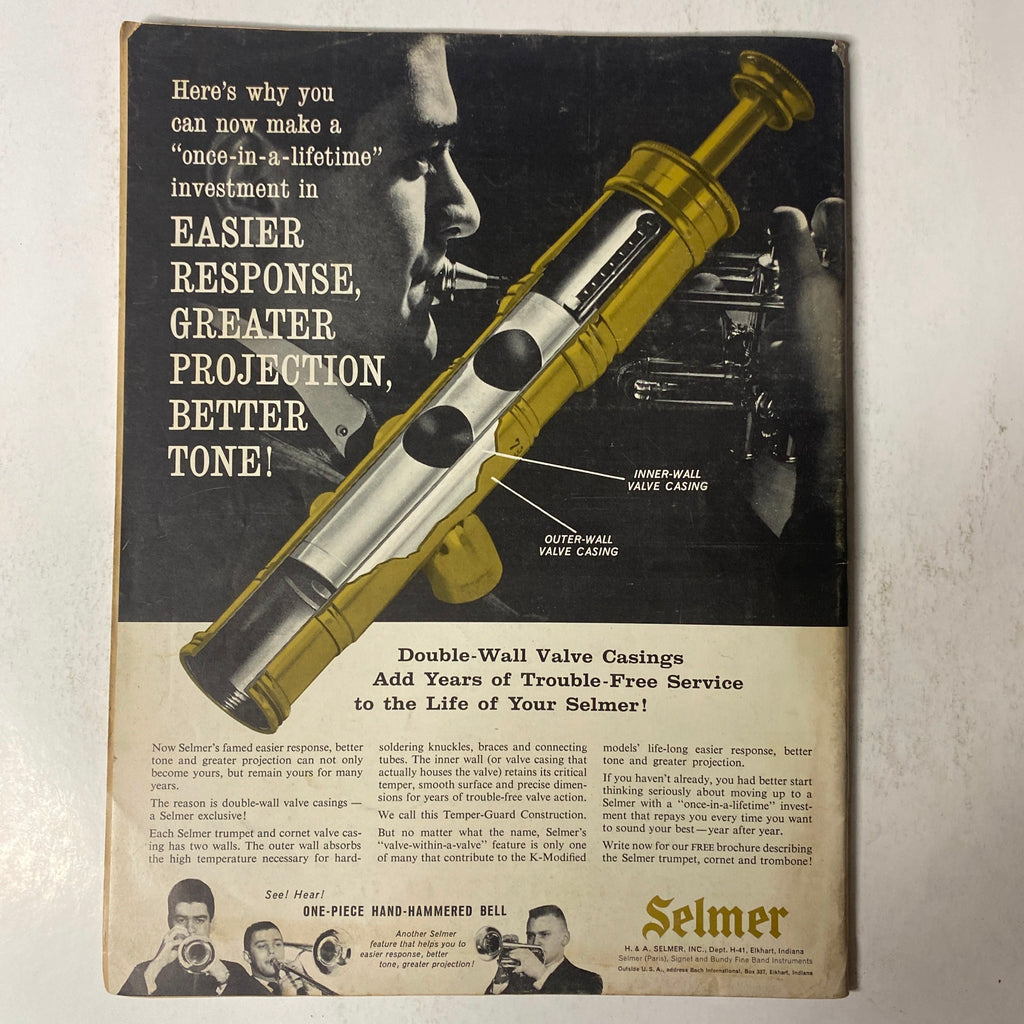 Here's why you
can now make a
"once-in-a-lifetime"
investment in
EASIER
RESPONSE,
GREATER
PROJECTION,
BETTER
TONE!
INNER-WALL
VALVE CASING
OUTER-WALL
VALVE CASING
Double-Wall Valve Casings
Add Years of Trouble-Free Service
to the Life of Your Selmer!
Now Selmer's famed easier response, better
tone and greater projection can not only
become yours, but remain yours for many
years.
The reason is double-wall valve casings —
a Selmer exclusive!
Each Selmer trumpet and cornet valve cas-
ing has two walls. The outer wall absorbs
the high temperature necessary for hard-
soldering knuckles, braces and connecting
tubes. The inner wall (or valve casing that
actually houses the valve) retains its critical
temper, smooth surface and precise dimen-
sions for years of trouble-free valve action.
We call this Temper-Guard Construction.
But no matter what the name, Selmer's
"valve-within-a-valve" feature is only one
of many that contribute to the K-Modified
models' life-long easier response, better
tone and greater projection.
If you haven't already, you had better start
thinking seriously about moving up to a
Selmer with a "once-in-a-lifetime" invest-
ment that repays you every time you want
to sound your best — year after year.
Write now for our FREE brochure describing
the Selmer trumpet, cornet and trombone!
See! Hear!
ONE-PIECE HAND-HAMMERED BELL
Another Selmer
feature that helps you to
easier response, better
tone, greater projection!
Selmer
H. & A. SELMER, INC., Dept. H-41, Elkhart, Indiana
Selmer (Paris), Signet and Bundy Fine Band Instruments
Outside U. S. A., address Bach International, Box 387, Elkhart, Indiana